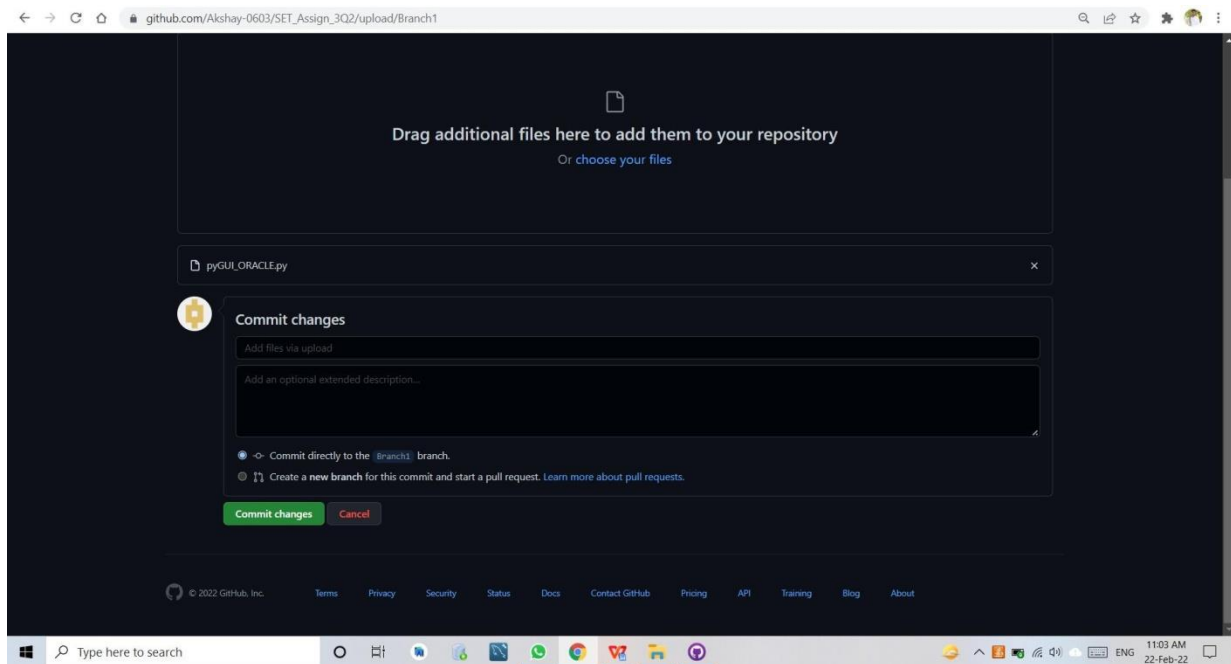 github.com/Akshay-0603/SET_Assign_3Q2/upload/Branch1
Drag additional files here to add them to your repository
Or choose your files
pyGUI_ORACLE.py
Commit changes
Add files via upload
Add an optional extended description...
Commit directly to the Branch1 branch.
Create a new branch for this commit and start a pull request. Learn more about pull requests.
Commit changes Cancel
© 2022 GitHub, Inc. Terms Privacy Security Status Docs Contact GitHub Pricing API Training Blog About
Type here to search ENG 11:03 AM
22-Feb-22